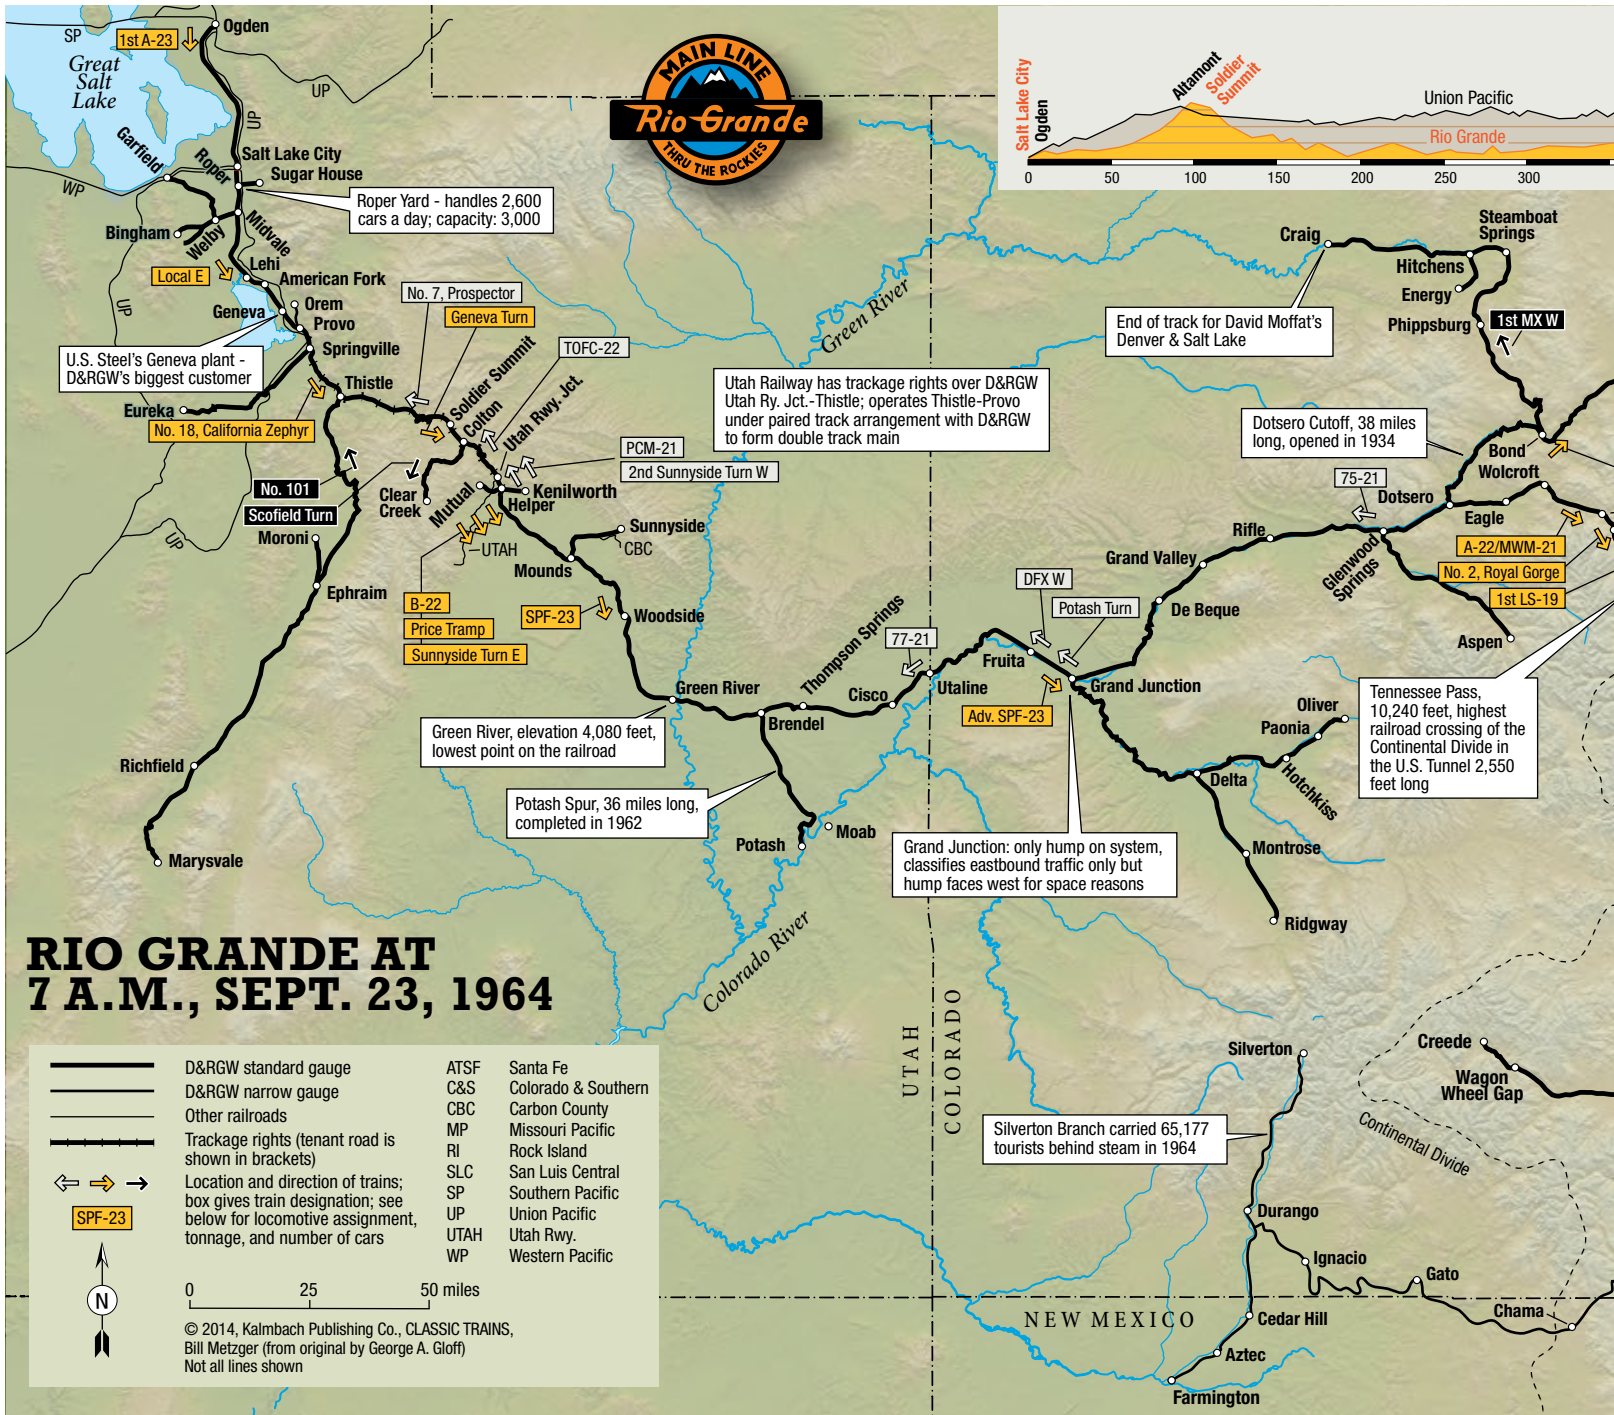 SP
1st A-23
Ogden
Great
Salt
Lake
UP
UP
Garfield
Roper
Salt Lake City
Sugar House
WP
Bingham
Welby
Midvale
Roper Yard - handles 2,600
cars a day; capacity: 3,000
MAIN LINE
Rio Grande
THRU THE ROCKIES
Salt Lake City
Ogden
Altamont
Soldier
Summit
Union Pacific
Rio Grande
0
50
100
150
200
250
300
Local E
Lehi
American Fork
UP
Geneva
Orem
Provo
Springville
No. 7, Prospector
Geneva Turn
TOFC-22
U.S. Steel's Geneva plant -
D&RGW's biggest customer
Thistle
Eureka
No. 18, California Zephyr
Soldier Summit
Colton
Utah Rwy. Jct.
Green River
Utah Railway has trackage rights over D&RGW
Utah Ry. Jct.-Thistle; operates Thistle-Provo
under paired track arrangement with D&RGW
to form double track main
PCM-21
2nd Sunnyside Turn W
No. 101
Scofield Turn
Clear
Creek
Mutual
Kenilworth
Helper
UTAH
UP
Moroni
Ephraim
Sunnyside
CBC
Mounds
B-22
Price Tramp
Sunnyside Turn E
SPF-23
Woodside
Craig
Steamboat
Springs
Hitchens
Energy
Phippsburg
1st MX W
End of track for David Moffat's
Denver & Salt Lake
Dotsero Cutoff, 38 miles
long, opened in 1934
Bond
Wolcroft
75-21
Dotsero
Eagle
Rifle
Grand Valley
Glenwood
Springs
A-22/MWM-21
No. 2, Royal Gorge
1st LS-19
De Beque
Aspen
DFX W
Potash Turn
77-21
Thompson Springs
Fruita
Grand Junction
Utaline
Cisco
Adv. SPF-23
Green River
Brendel
Green River, elevation 4,080 feet,
lowest point on the railroad
Potash Spur, 36 miles long,
completed in 1962
Potash
Moab
Richfield
Marysvale
Oliver
Paonia
Hotchkiss
Delta
Montrose
Ridgway
Tennessee Pass,
10,240 feet, highest
railroad crossing of the
Continental Divide in
the U.S. Tunnel 2,550
feet long
Grand Junction: only hump on system,
classifies eastbound traffic only but
hump faces west for space reasons
Colorado River
UTAH
COLORADO
RIO GRANDE AT
7 A.M., SEPT. 23, 1964
D&RGW standard gauge
D&RGW narrow gauge
Other railroads
Trackage rights (tenant road is
shown in brackets)
Location and direction of trains;
box gives train designation; see
below for locomotive assignment,
tonnage, and number of cars
SPF-23
N
ATSF Santa Fe
C&S Colorado & Southern
CBC Carbon County
MP Missouri Pacific
RI Rock Island
SLC San Luis Central
SP Southern Pacific
UP Union Pacific
UTAH Utah Rwy.
WP Western Pacific
0 25 50 miles
© 2014, Kalmbach Publishing Co., CLASSIC TRAINS,
Bill Metzger (from original by George A. Gloff)
Not all lines shown
Silverton
Silverton Branch carried 65,177
tourists behind steam in 1964
Creede
Wagon
Wheel Gap
Continental Divide
Durango
Ignacio
Gato
Chama
NEW MEXICO
Cedar Hill
Aztec
Farmington